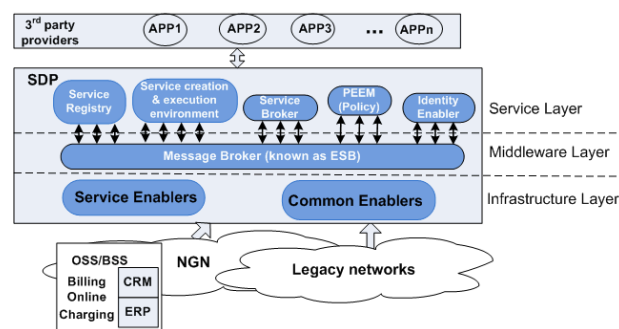 3rd party
providers
APP1
APP2
APP3
...
APPn
SDP
Service
Registry
Service creation
& execution
environment
Service
Broker
PEEM
(Policy)
Identity
Enabler
Service Layer
Message Broker (known as ESB)
Middleware Layer
Service Enablers
Common Enablers
Infrastructure Layer
OSS/BSS
Billing
Online
Charging
CRM
ERP
NGN
Legacy networks